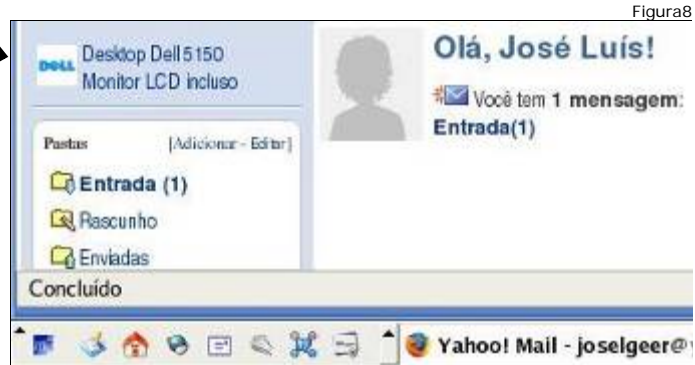 Figura8
DELL
Desktop Dell 5150
Monitor LCD incluso
Pastas [Adicionar - Editar]
Entrada (1)
Rascunho
Enviadas
Olá, José Luís!
Você tem 1 mensagem:
Entrada(1)
Concluído
Yahoo! Mail - joselgeer@